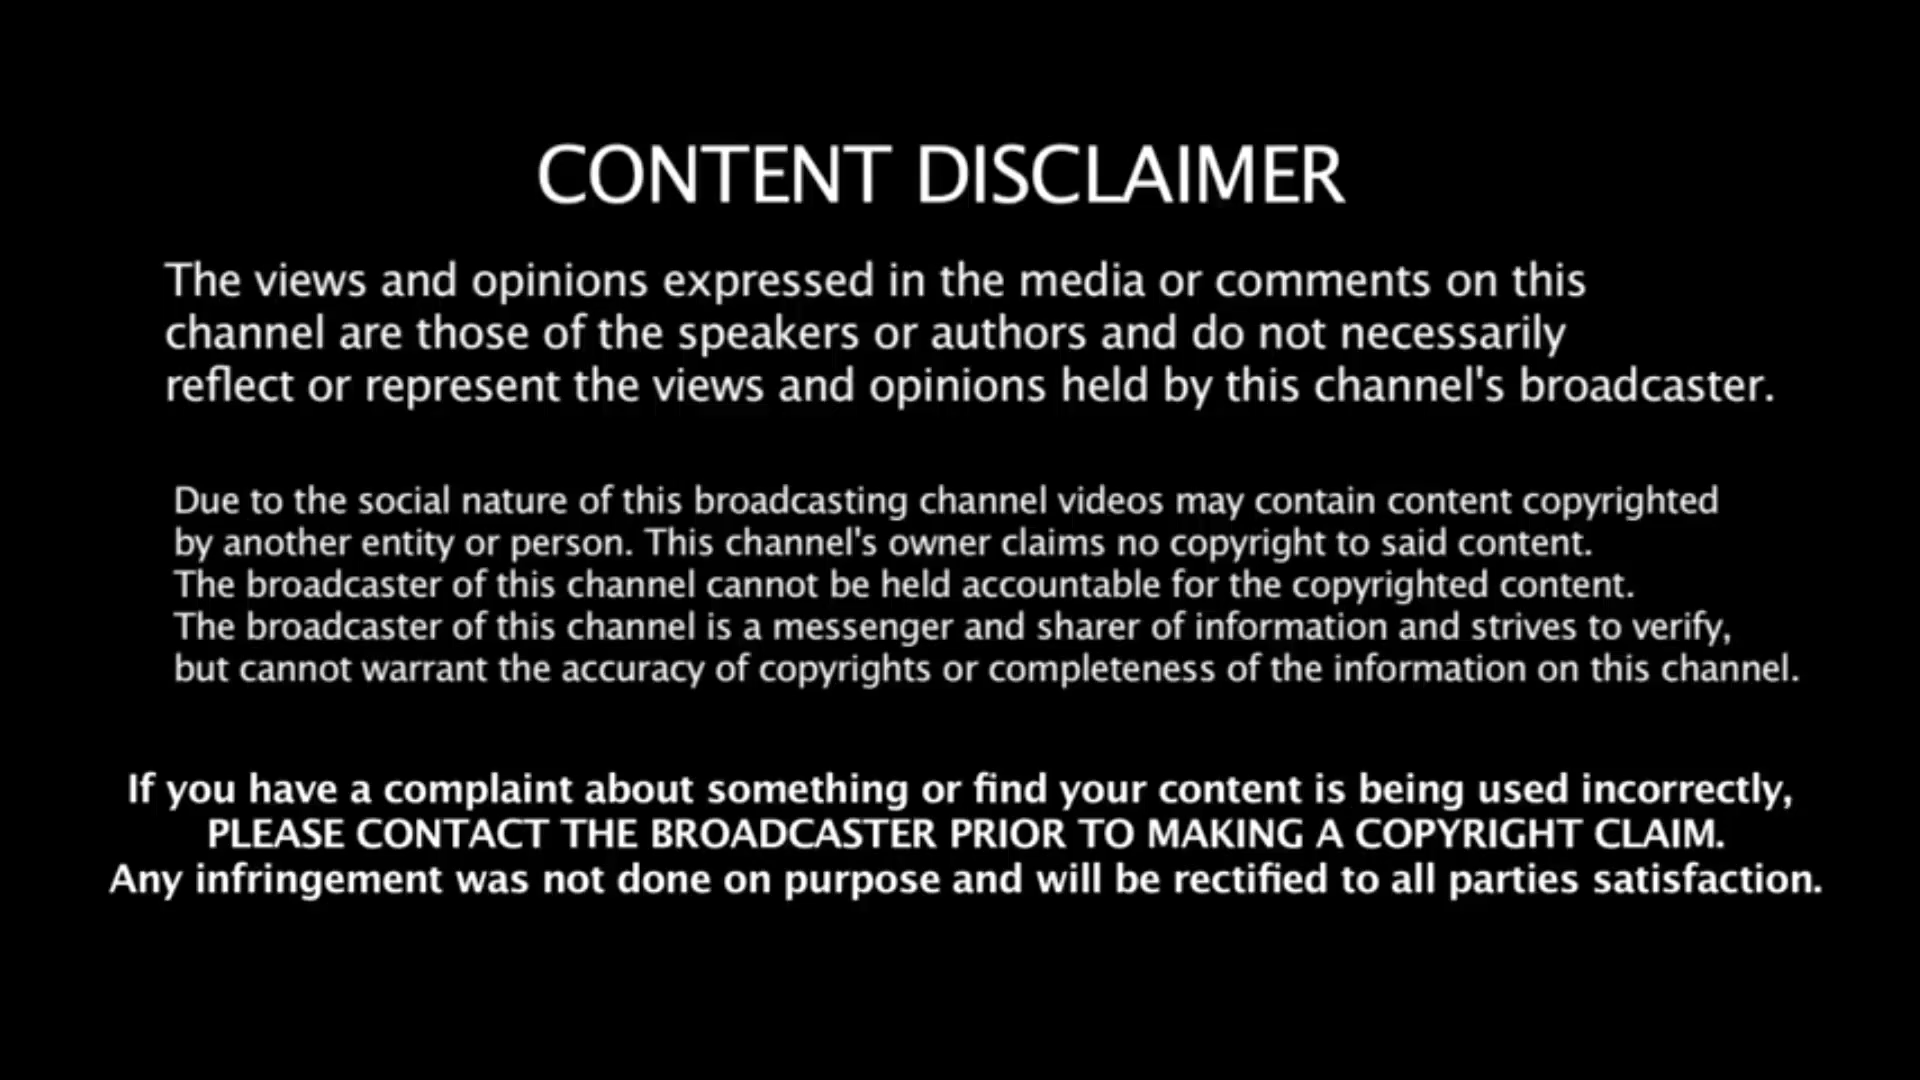 CONTENT DISCLAIMER
The views and opinions expressed in the media or comments on this
channel are those of the speakers or authors and do not necessarily
reflect or represent the views and opinions held by this channel's broadcaster.
Due to the social nature of this broadcasting channel videos may contain content copyrighted
by another entity or person. This channel's owner claims no copyright to said content.
The broadcaster of this channel cannot be held accountable for the copyrighted content.
The broadcaster of this channel is a messenger and sharer of information and strives to verify,
but cannot warrant the accuracy of copyrights or completeness of the information on this channel.
If you have a complaint about something or find your content is being used incorrectly,
PLEASE CONTACT THE BROADCASTER PRIOR TO MAKING A COPYRIGHT CLAIM.
Any infringement was not done on purpose and will be rectified to all parties satisfaction.